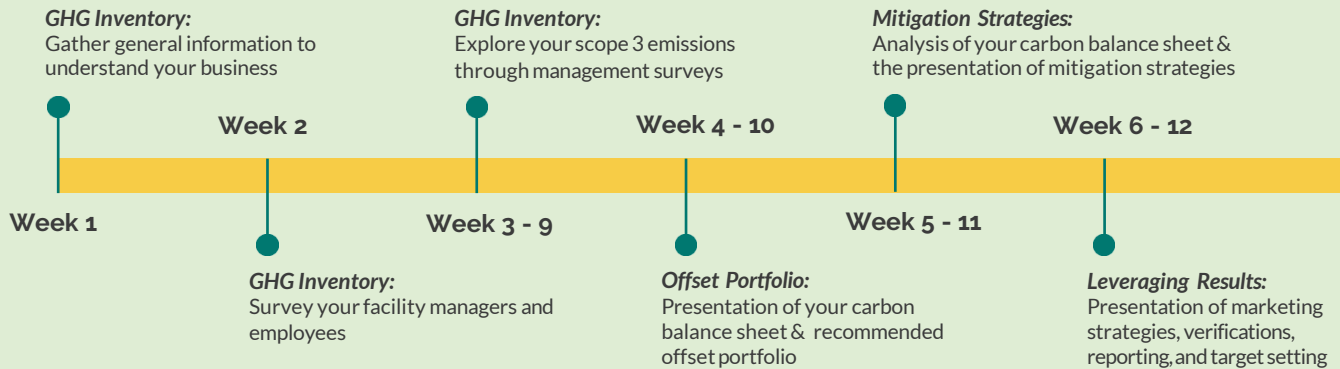 GHG Inventory:
Gather general information to
understand your business
Week 1
Week 2
GHG Inventory:
Survey your facility managers and
employees
GHG Inventory:
Explore your scope 3 emissions
through management surveys
Week 3 - 9
Week 4 - 10
Offset Portfolio:
Presentation of your carbon
balance sheet & recommended
offset portfolio
Mitigation Strategies:
Analysis of your carbon balance sheet &
the presentation of mitigation strategies
Week 5 - 11
Week 6 - 12
Leveraging Results:
Presentation of marketing
strategies, verifications,
reporting, and target setting